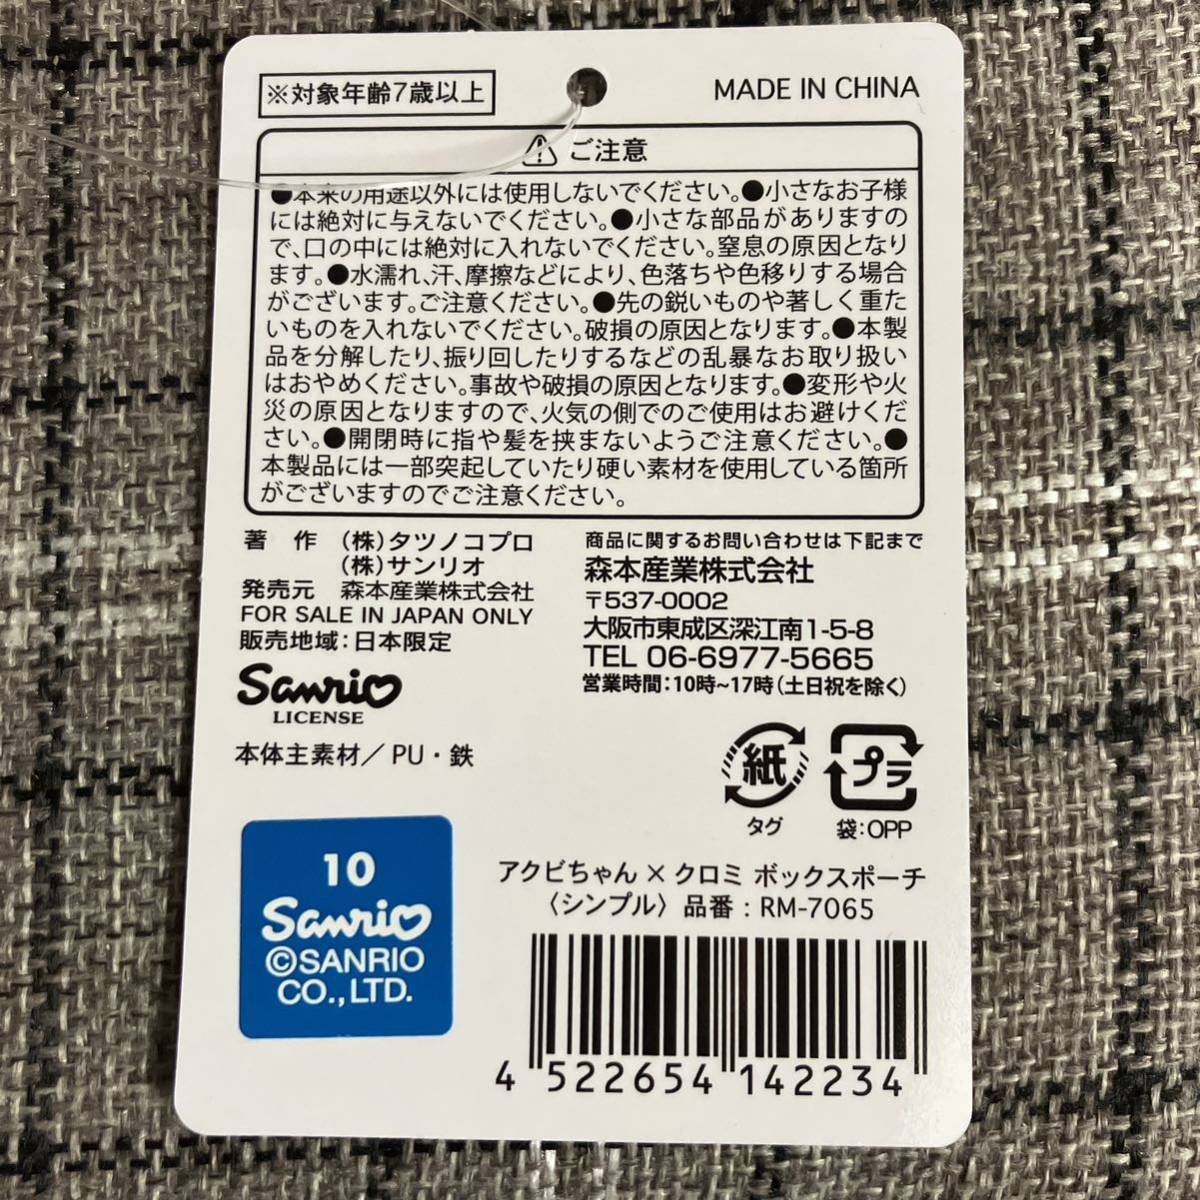 ※対象年齢7歳以上
MADE IN CHINA
ご注意
●本来の用途以外には使用しないでください。●小さなお子様
には絶対に与えないでください。●小さな部品がありますの
で、口の中には絶対に入れないでください。窒息の原因となり
ます。●水濡れ、汗、摩擦などにより、色落ちや色移りする場合
がございます。ご注意ください。●先の鋭いものや著しく重た
いものを入れないでください。破損の原因となります。●本製
品を分解したり、振り回したりするなどの乱暴なお取り扱い
はおやめください。事故や破損の原因となります。●変形や火
災の原因となりますので、火気の側でのご使用はお避けくだ
さい。●開閉時に指や髪を挟まないようご注意ください。●
本製品には一部突起していたり硬い素材を使用している箇所
がございますのでご注意ください。
著 作 (株)タツノコプロ
(株)サンリオ
発売元 森本産業株式会社
FOR SALE IN JAPAN ONLY
販売地域:日本限定
Sanrio
LICENSE
本体主素材/PU・鉄
商品に関するお問い合わせは下記まで
森本産業株式会社
〒537-0002
大阪市東成区深江南1-5-8
TEL 06-6977-5665
営業時間:10時~17時(土日祝を除く)
紙
タグ
プラ
袋:OPP
10
Sanrio
©SANRIO
CO.,LTD.
アクビちゃん×クロミ ボックスポーチ
〈シンプル〉品番:RM-7065
4 522654 142234